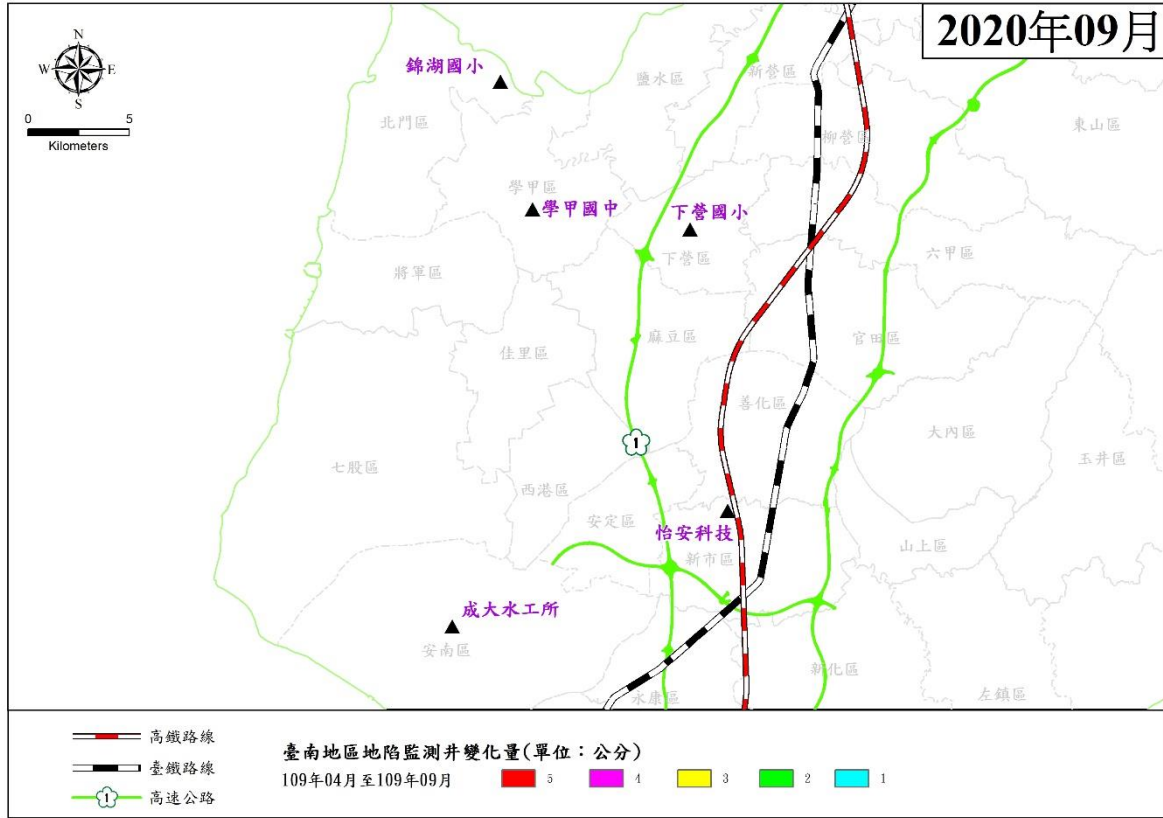 2020年09月
N
W E
S
0 5
Kilometers
錦湖國小
鹽水區
新營區
北門區
柳營區
東山區
學甲區
學甲國中
下營國小
下營區
六甲區
將軍區
麻豆區
官田區
佳里區
善化區
大內區
1
玉井區
七股區
西港區
安定區
怡安科技
山上區
新市區
成大水工所
安南區
新化區
永康區
左鎮區
高鐵路線
臺鐵路線
1 高速公路
臺南地區地陷監測井變化量(單位：公分)
109年04月至109年09月 5 4 3 2 1